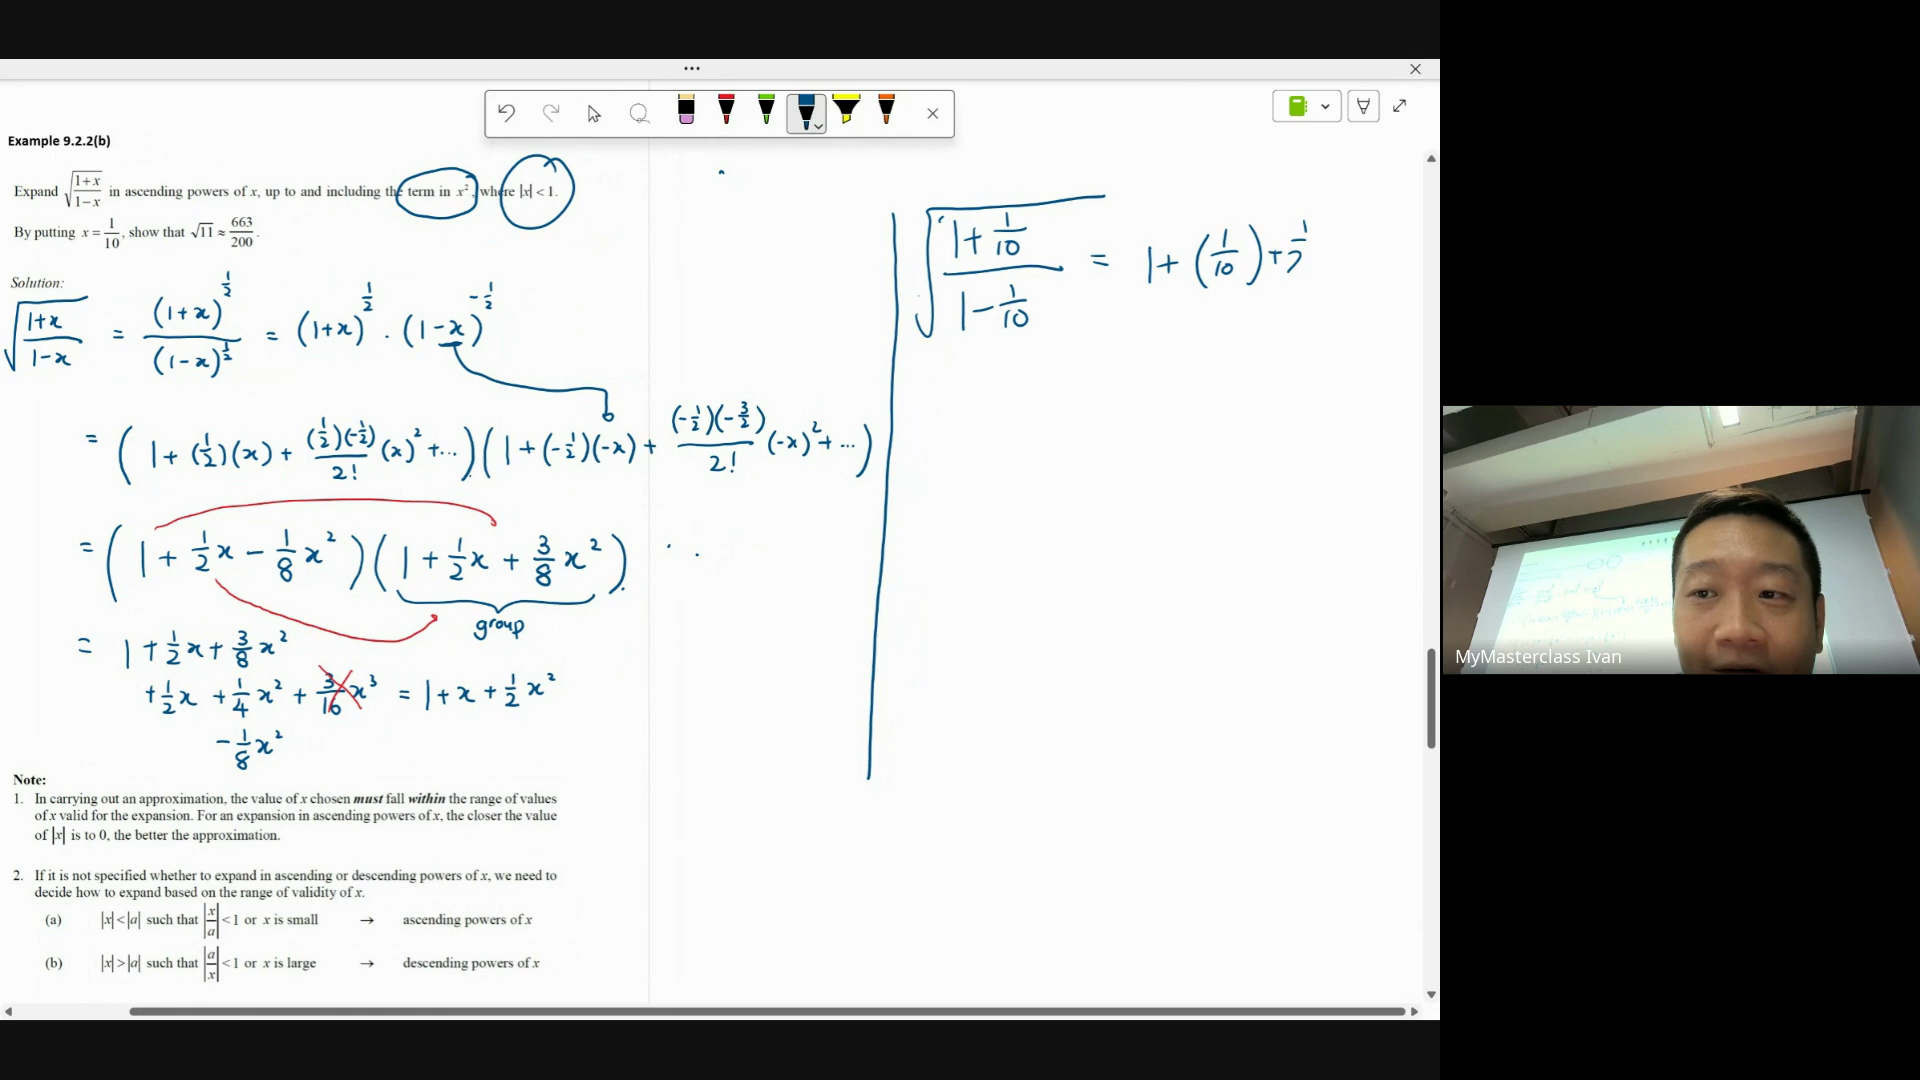 Example 9.2.2(b)
Expand √((1+x)/(1−x)) in ascending powers of x, up to and including the term in x², where |x| < 1.
By putting x = 1/10, show that √11 ≈ 663/200.
Solution:
√((1+x)/(1−x)) = (1+x)^(1/2) / (1−x)^(1/2) = (1+x)^(1/2) · (1−x)^(−1/2)
= (1 + (1/2)(x) + (1/2)(−1/2)/2! (x)² + ...)(1 + (−1/2)(−x) + (−1/2)(−3/2)/2! (−x)² + ...)
= (1 + 1/2 x − 1/8 x²)(1 + 1/2 x + 3/8 x²)
group
= 1 + 1/2 x + 3/8 x²
+ 1/2 x + 1/4 x² + 3/16 x³ = 1 + x + 1/2 x²
− 1/8 x²
Note:
1. In carrying out an approximation, the value of x chosen must fall within the range of values
of x valid for the expansion. For an expansion in ascending powers of x, the closer the value
of |x| is to 0, the better the approximation.
2. If it is not specified whether to expand in ascending or descending powers of x, we need to
decide how to expand based on the range of validity of x.
(a) |x| < |a| such that |x/a| < 1 or x is small → ascending powers of x
(b) |x| > |a| such that |a/x| < 1 or x is large → descending powers of x
√((1 + 1/10)/(1 − 1/10)) = 1 + (1/10) +
MyMasterclass Ivan